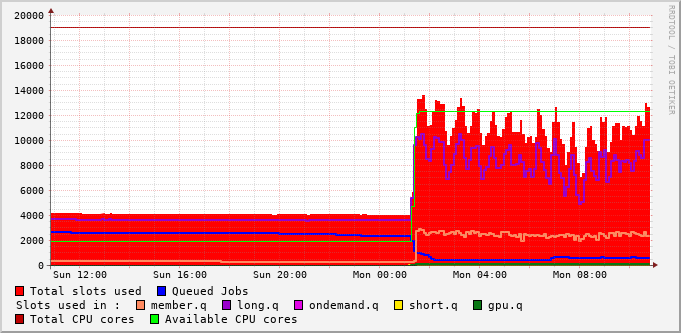 RRDTOOL / TOBI OETIKER
20000
18000
16000
14000
12000
10000
8000
6000
4000
2000
0
Sun 12:00 Sun 16:00 Sun 20:00 Mon 00:00 Mon 04:00 Mon 08:00
Total slots used Queued Jobs
Slots used in : member.q long.q ondemand.q short.q gpu.q
Total CPU cores Available CPU cores